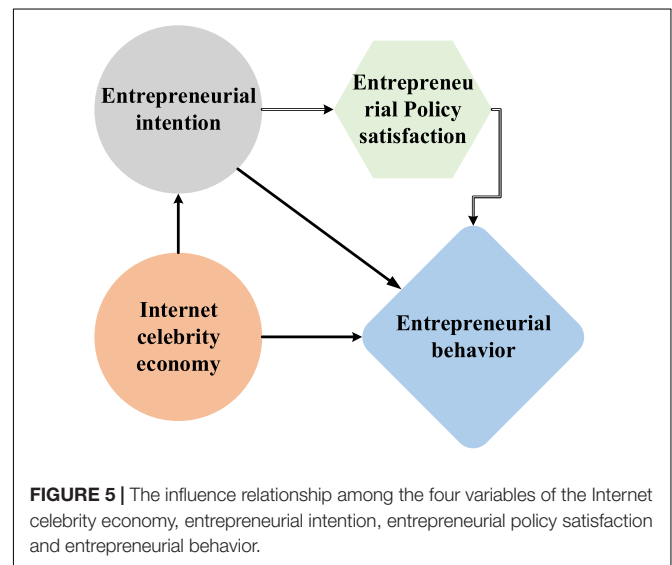 Entrepreneurial
intention
Entrepreneu
rial Policy
satisfaction
Internet
celebrity
economy
Entrepreneurial
behavior
FIGURE 5 | The influence relationship among the four variables of the Internet
celebrity economy, entrepreneurial intention, entrepreneurial policy satisfaction
and entrepreneurial behavior.